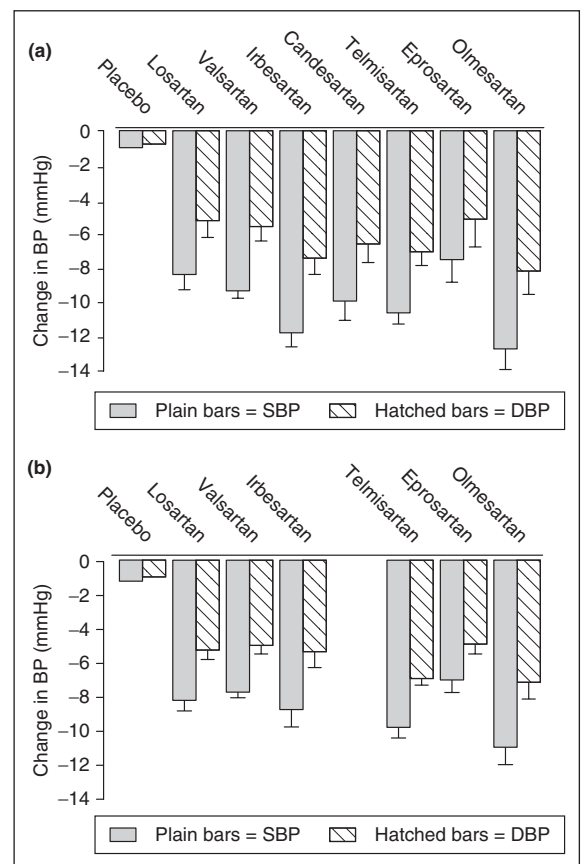 (a)
Placebo
Losartan
Valsartan
Irbesartan
Candesartan
Telmisartan
Eprosartan
Olmesartan
Change in BP (mmHg)
0
−2
−4
−6
−8
−10
−12
−14
Plain bars = SBP
Hatched bars = DBP
(b)
Placebo
Losartan
Valsartan
Irbesartan
Telmisartan
Eprosartan
Olmesartan
Change in BP (mmHg)
0
−2
−4
−6
−8
−10
−12
−14
Plain bars = SBP
Hatched bars = DBP